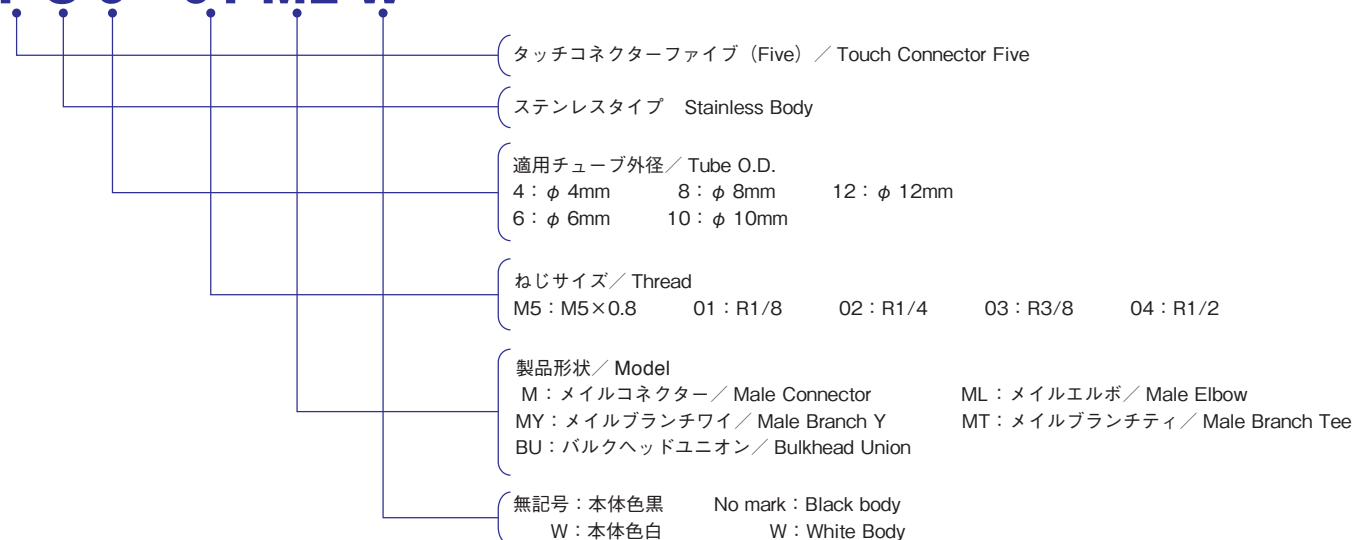 タッチコネクターファイブ（Five）／ Touch Connector Five
ステンレスタイプ　Stainless Body
適用チューブ外径／ Tube O.D.
4：φ 4mm　8：φ 8mm　12：φ 12mm
6：φ 6mm　10：φ 10mm
ねじサイズ／ Thread
M5：M5×0.8　01：R1/8　02：R1/4　03：R3/8　04：R1/2
製品形状／ Model
M：メイルコネクター／ Male Connector　ML：メイルエルボ／ Male Elbow
MY：メイルブランチワイ／ Male Branch Y　MT：メイルブランチティ／ Male Branch Tee
BU：バルクヘッドユニオン／ Bulkhead Union
無記号：本体色黒　No mark：Black body
W：本体色白　W：White Body